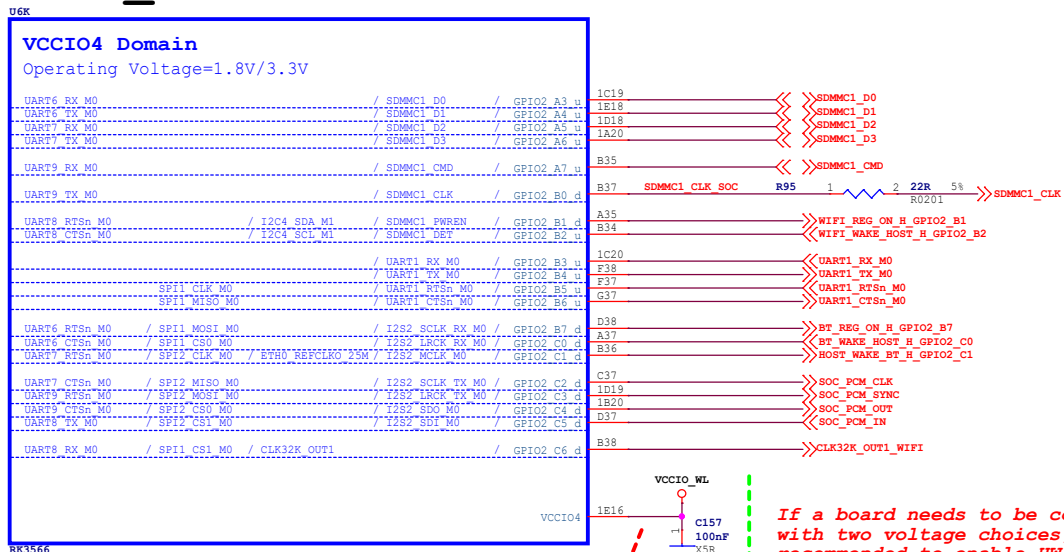 U6K
VCCIO4 Domain
Operating Voltage=1.8V/3.3V
UART6_RX_M0 / SDMMC1_D0 / GPIO2_A3_u 1C19 SDMMC1_D0
UART6_TX_M0 / SDMMC1_D1 / GPIO2_A4_u 1E18 SDMMC1_D1
UART7_RX_M0 / SDMMC1_D2 / GPIO2_A5_u 1D18 SDMMC1_D2
UART7_TX_M0 / SDMMC1_D3 / GPIO2_A6_u 1A20 SDMMC1_D3
UART9_RX_M0 / SDMMC1_CMD / GPIO2_A7_u B35 SDMMC1_CMD
UART9_TX_M0 / SDMMC1_CLK / GPIO2_B0_d B37 SDMMC1_CLK_SOC R95 1 2 22R 5% SDMMC1_CLK
R0201
UART8_RTSn_M0 / I2C4_SDA_M1 / SDMMC1_PWREN / GPIO2_B1_d A35 WIFI_REG_ON_H_GPIO2_B1
UART8_CTSn_M0 / I2C4_SCL_M1 / SDMMC1_DET / GPIO2_B2_u B34 WIFI_WAKE_HOST_H_GPIO2_B2
/ UART1_RX_M0 / GPIO2_B3_u 1C20 UART1_RX_M0
/ UART1_TX_M0 / GPIO2_B4_u F38 UART1_TX_M0
SPI1_CLK_M0 / UART1_RTSn_M0 / GPIO2_B5_u F37 UART1_RTSn_M0
SPI1_MISO_M0 / UART1_CTSn_M0 / GPIO2_B6_u G37 UART1_CTSn_M0
UART6_RTSn_M0 / SPI1_MOSI_M0 / I2S2_SCLK_RX_M0 / GPIO2_B7_d D38 BT_REG_ON_H_GPIO2_B7
UART6_CTSn_M0 / SPI1_CS0_M0 / I2S2_LRCK_RX_M0 / GPIO2_C0_d A37 BT_WAKE_HOST_H_GPIO2_C0
UART7_RTSn_M0 / SPI2_CLK_M0 / ETH0_REFCLKO_25M / I2S2_MCLK_M0 / GPIO2_C1_d B36 HOST_WAKE_BT_H_GPIO2_C1
UART7_CTSn_M0 / SPI2_MISO_M0 / I2S2_SCLK_TX_M0 / GPIO2_C2_d C37 SOC_PCM_CLK
UART9_RTSn_M0 / SPI2_MOSI_M0 / I2S2_LRCK_TX_M0 / GPIO2_C3_d 1D19 SOC_PCM_SYNC
UART9_CTSn_M0 / SPI2_CS0_M0 / I2S2_SDO_M0 / GPIO2_C4_d 1B20 SOC_PCM_OUT
UART8_TX_M0 / SPI2_CS1_M0 / I2S2_SDI_M0 / GPIO2_C5_d D37 SOC_PCM_IN
UART8_RX_M0 / SPI1_CS1_M0 / CLK32K_OUT1 / GPIO2_C6_d B38 CLK32K_OUT1_WIFI
VCCIO_WL
VCCIO4 1E16
C157
100nF
1
X5R
If a board needs to be co
with two voltage choices
recommended to enable
RK3566